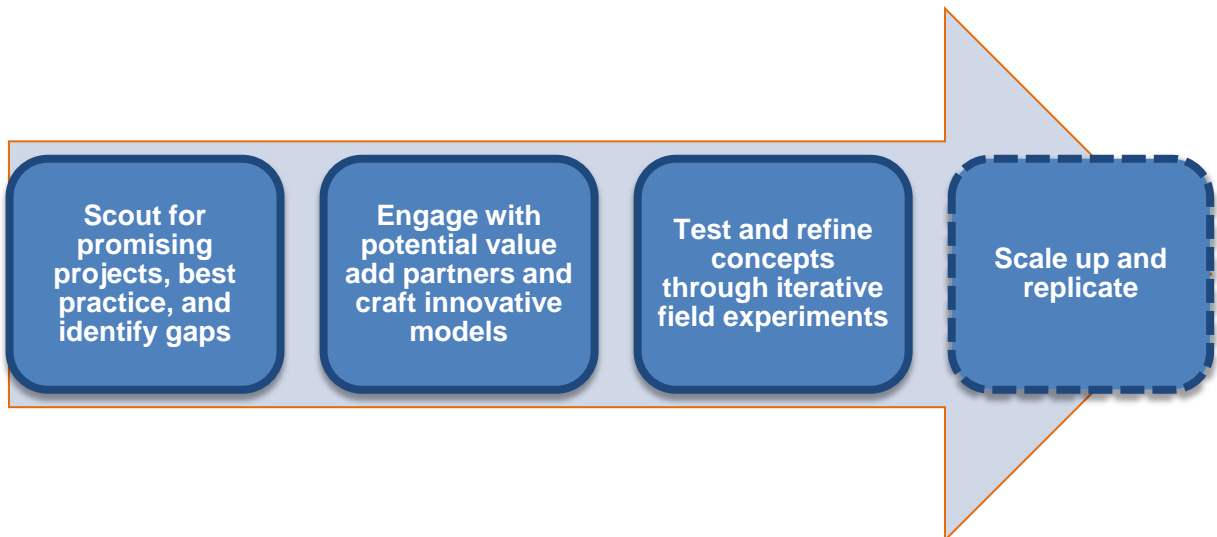 Scout for
promising
projects, best
practice, and
identify gaps
Engage with
potential value
add partners and
craft innovative
models
Test and refine
concepts
through iterative
field experiments
Scale up and
replicate